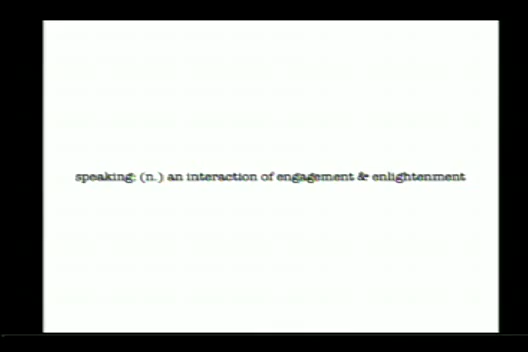 speaking: (n.) an interaction of engagement & enlightenment